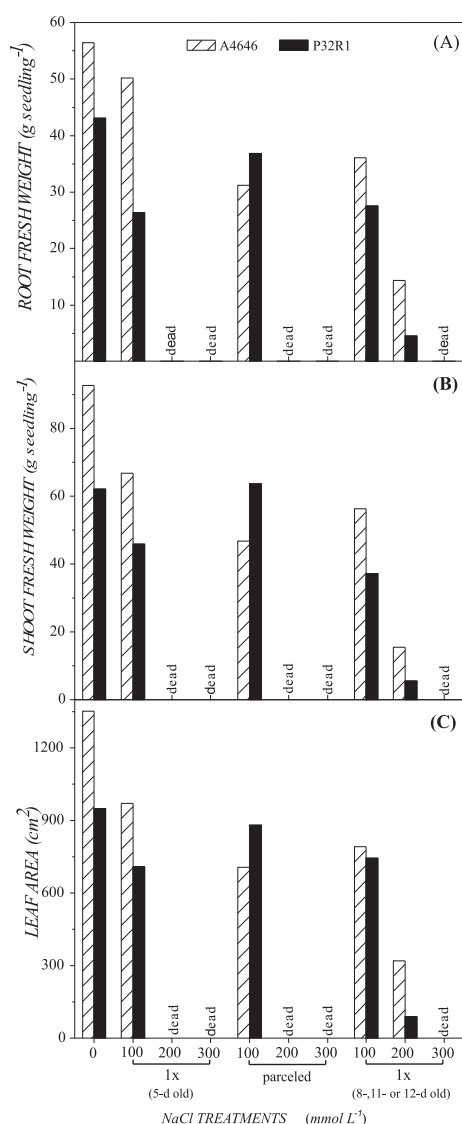 A4646 P32R1 (A)
60
50
40
30
20
10
ROOT FRESH WEIGHT (g seedling-1)
dead dead dead dead dead
(B)
80
60
40
20
0
SHOOT FRESH WEIGHT (g seedling-1)
dead dead dead dead dead
(C)
1200
900
600
300
0
LEAF AREA (cm2)
dead dead dead dead dead
0 100 200 300 100 200 300 100 200 300
1x parceled 1x
(5-d old) (8-,11- or 12-d old)
NaCl TREATMENTS (mmol L-1)